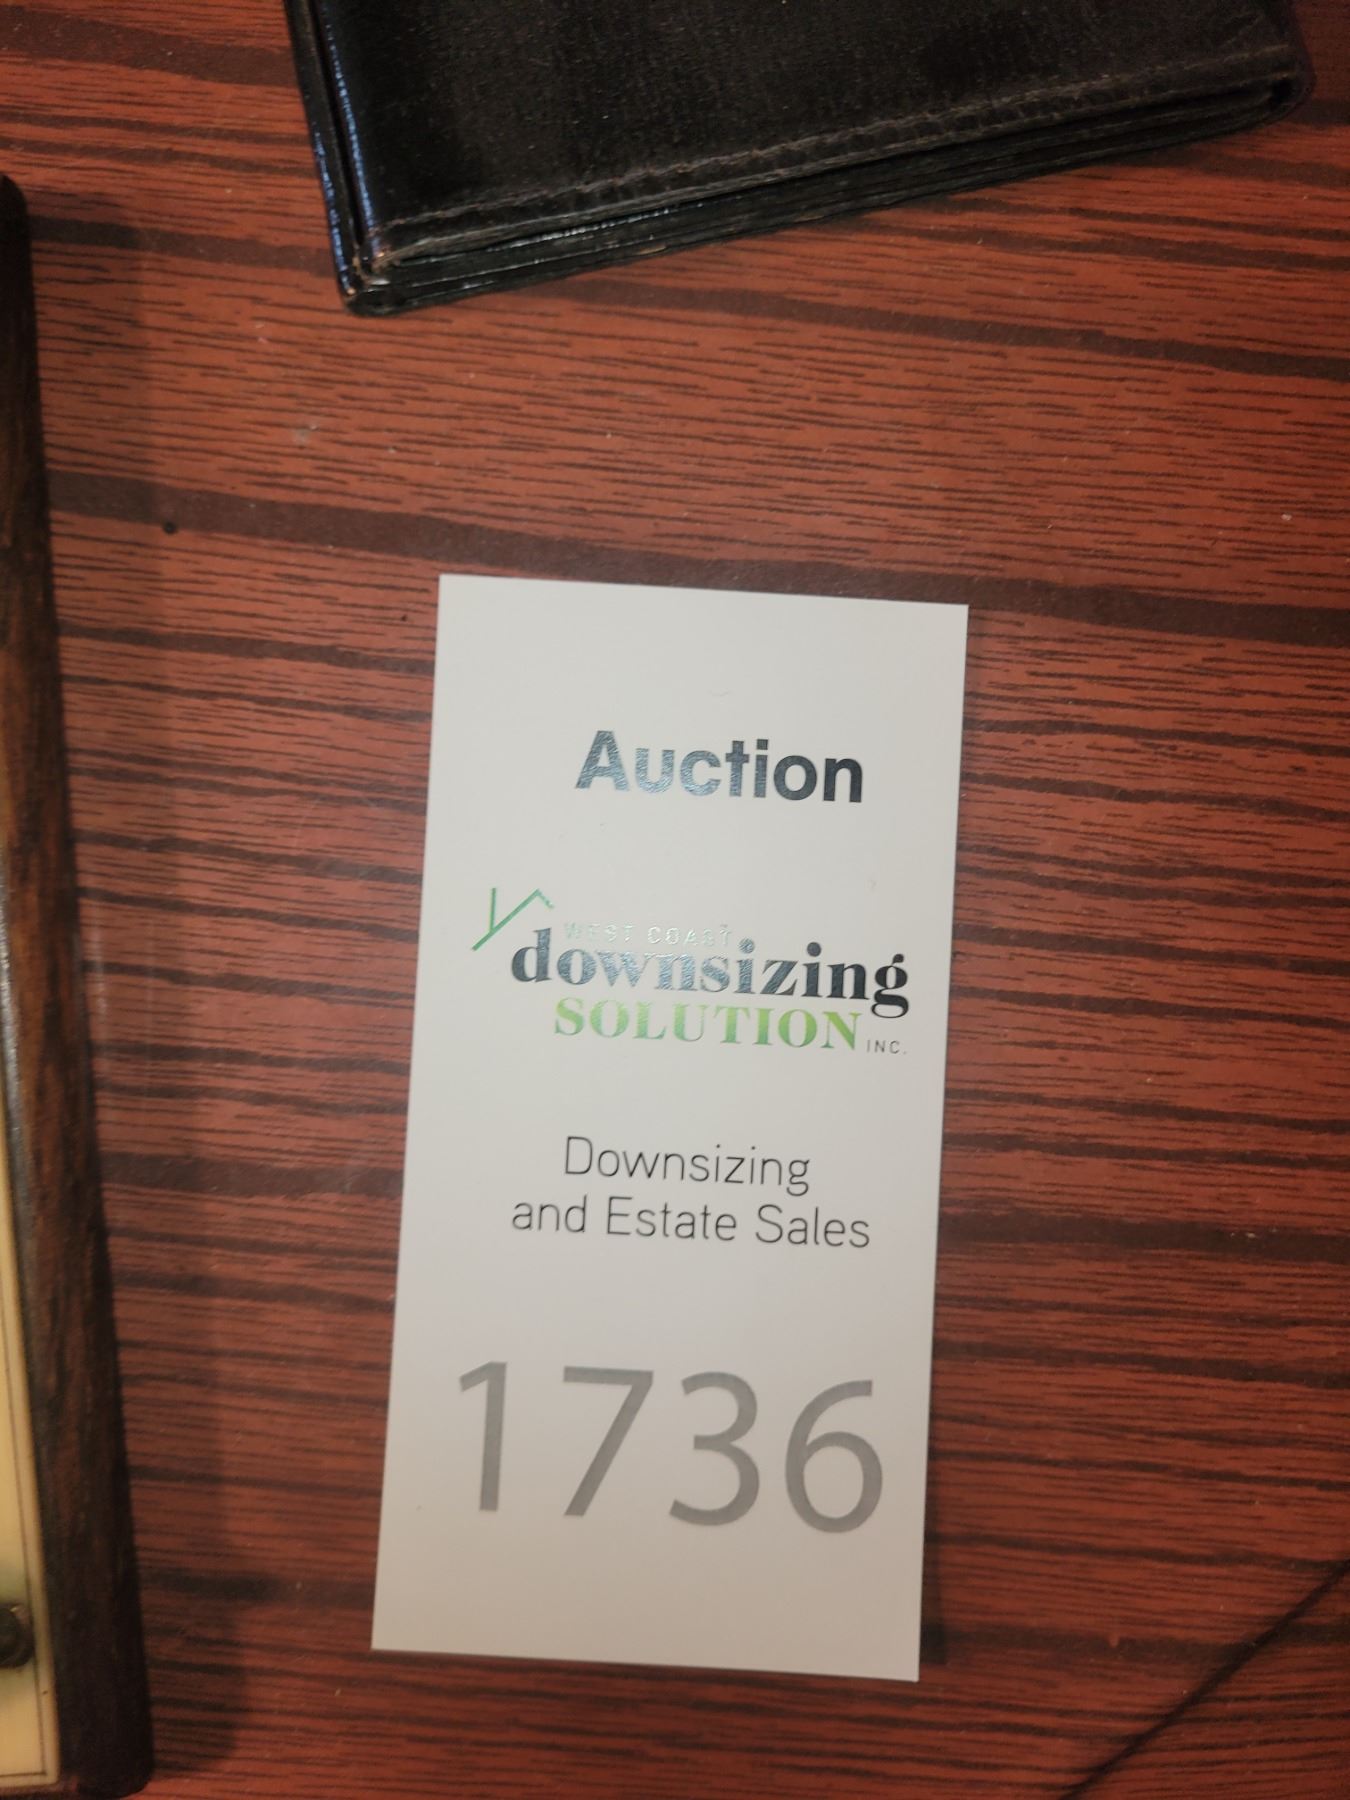 Auction
WEST COAST
downsizing
SOLUTION INC.
Downsizing
and Estate Sales
1736